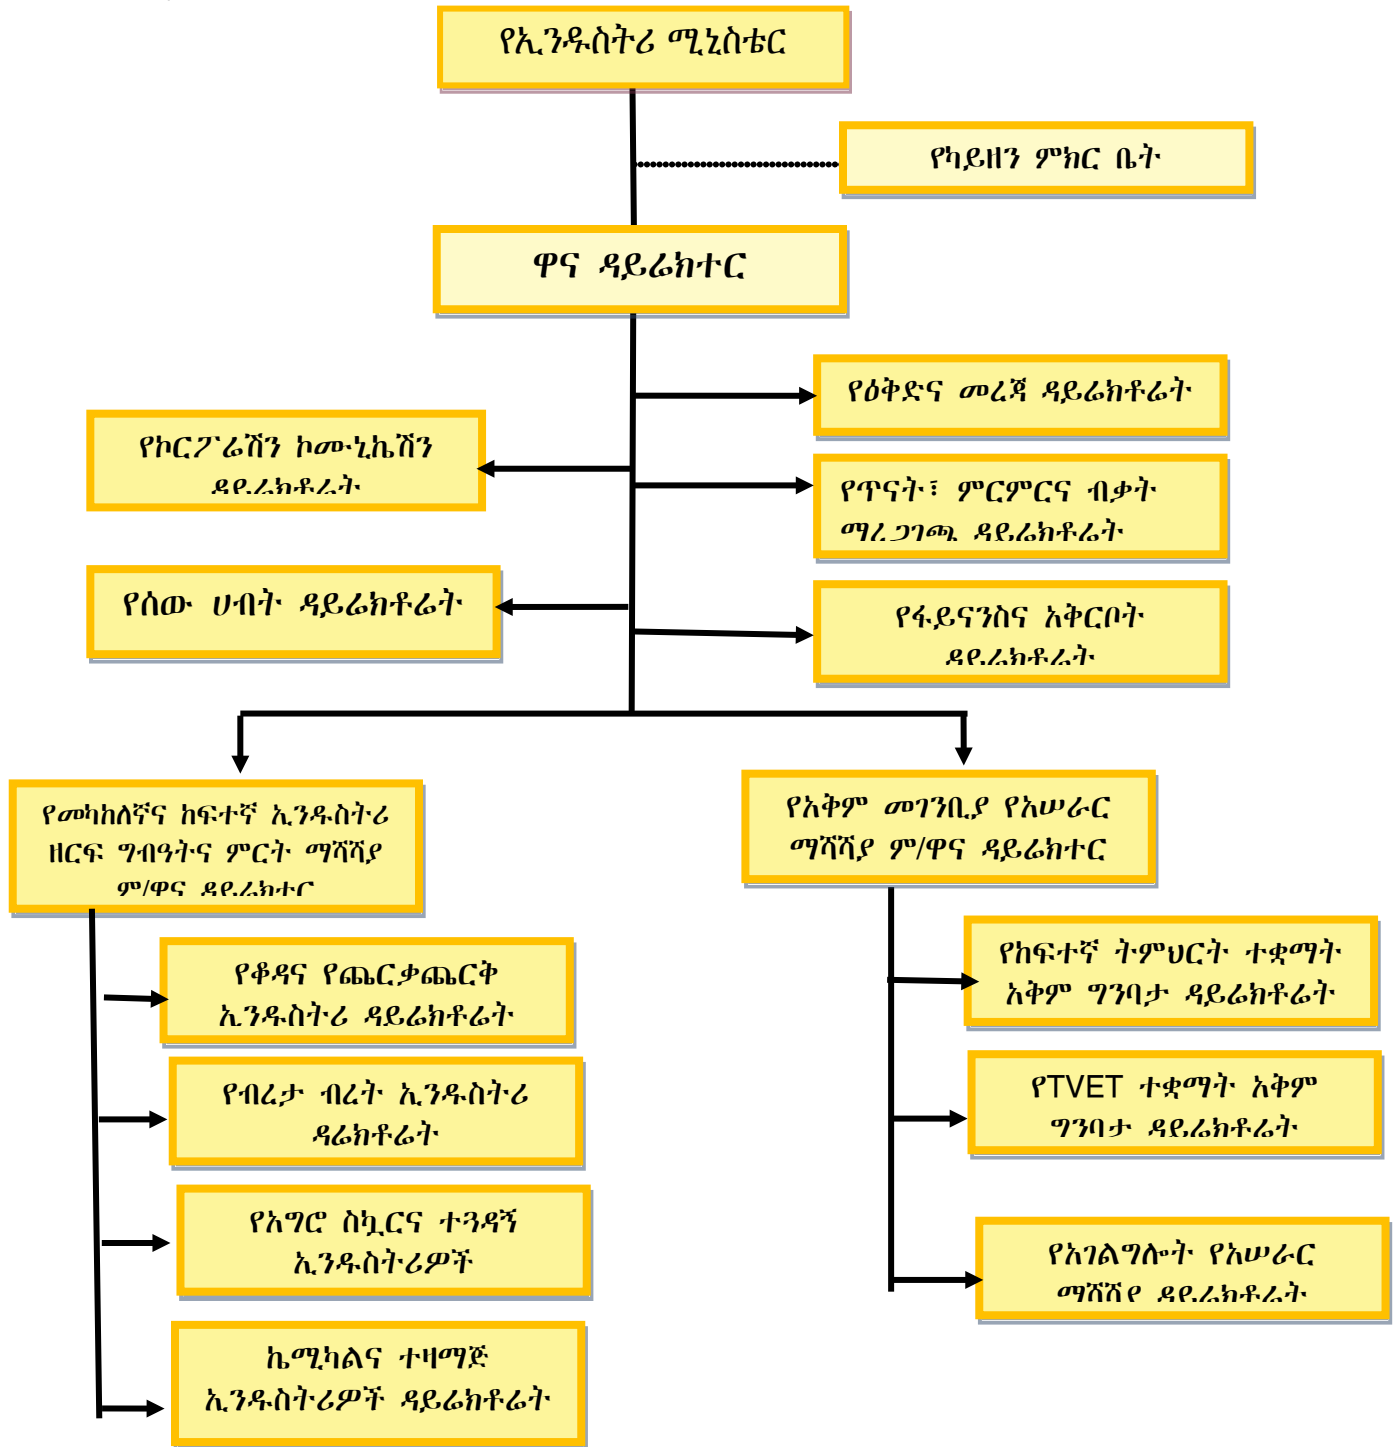 የኢንዱስትሪ ሚኒስቴር
የካይዘን ምክር ቤት
ዋና ዳይሬክተር
የዕቅድና መረጃ ዳይሬክቶሬት
የኮርፖሬሽን ኮሙኒኬሽን
ዳይሬክቶሬት
የጥናት፣ ምርምርና ብቃት
ማረጋገጫ ዳይሬክቶሬት
የሰው ሀብት ዳይሬክቶሬት
የፋይናንስና አቅርቦት
ዳይሬክቶሬት
የመካከለኛና ከፍተኛ ኢንዱስትሪ
ዘርፍ ግብዓትና ምርት ማሻሻያ
ም/ዋና ዳይሬክተር
የአቅም መገንቢያ የአሠራር
ማሻሻያ ም/ዋና ዳይሬክተር
የቆዳና የጨርቃጨርቅ
ኢንዱስትሪ ዳይሬክቶሬት
የብረታ ብረት ኢንዱስትሪ
ዳሬክቶሬት
የአግሮ ስኳርና ተጓዳኝ
ኢንዱስትሪዎች
ኬሚካልና ተዛማጅ
ኢንዱስትሪዎች ዳይሬክቶሬት
የከፍተኛ ትምህርት ተቋማት
አቅም ግንባታ ዳይሬክቶሬት
የTVET ተቋማት አቅም
ግንባታ ዳይሬክቶሬት
የአገልግሎት የአሠራር
ማሻሻያ ዳይሬክቶሬት